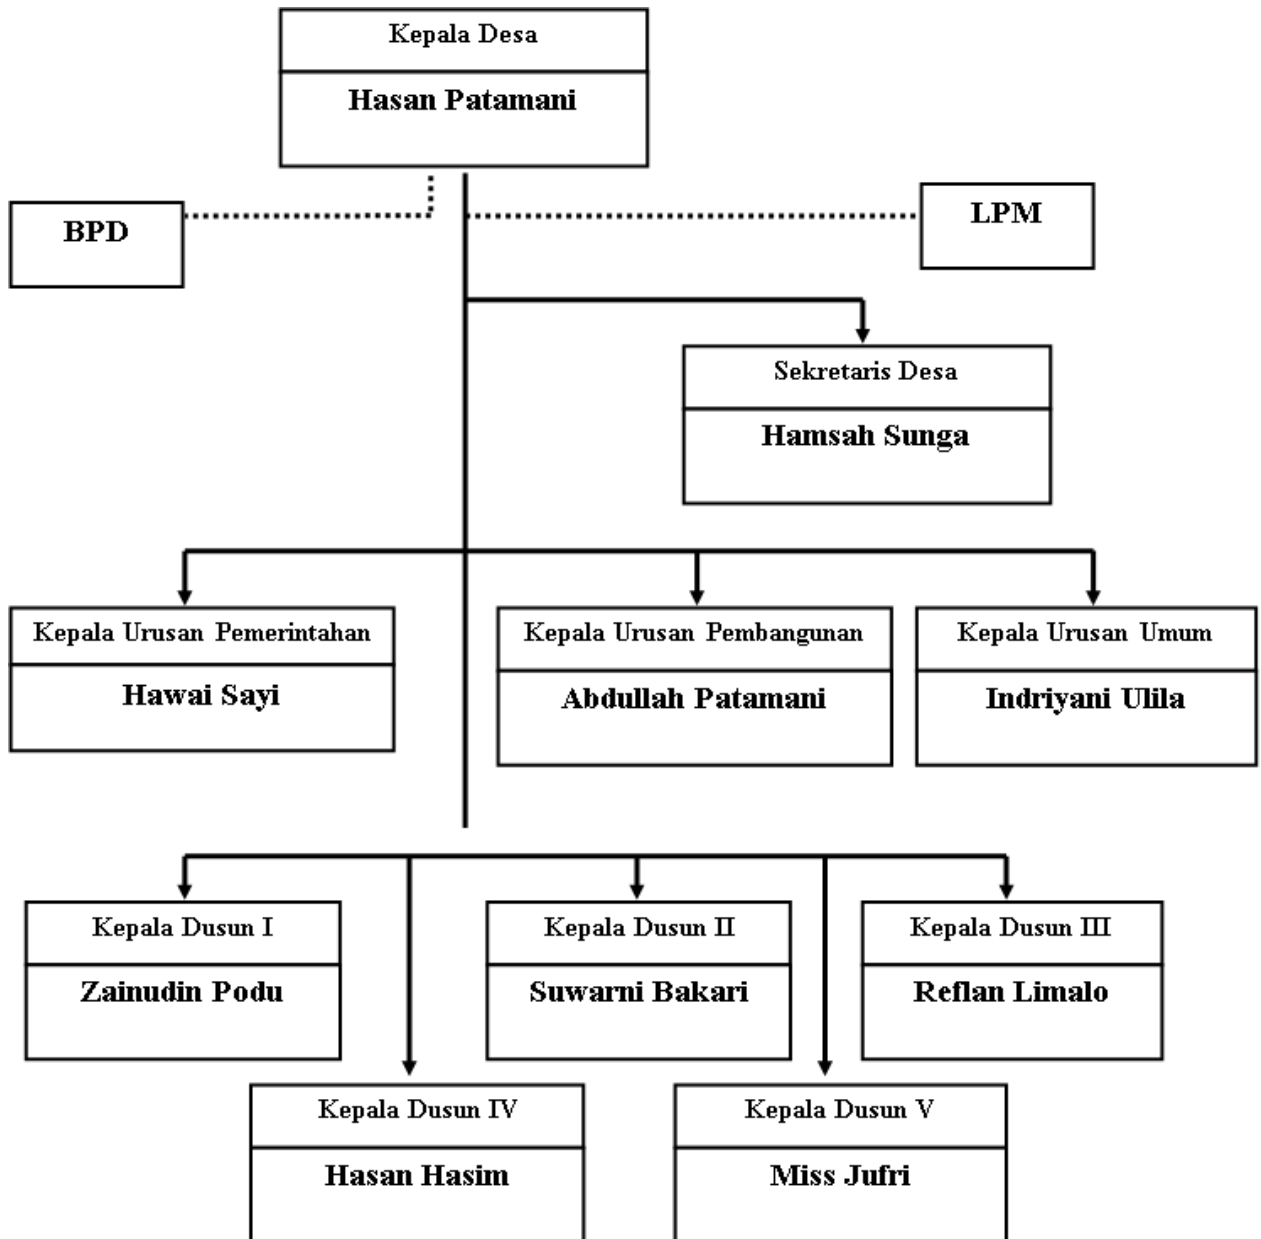 Kepala Desa
Hasan Patamani
BPD
LPM
Sekretaris Desa
Hamsah Sunga
Kepala Urusan Pemerintahan
Hawai Sayi
Kepala Urusan Pembangunan
Abdullah Patamani
Kepala Urusan Umum
Indriyani Ulila
Kepala Dusun I
Zainudin Podu
Kepala Dusun II
Suwarni Bakari
Kepala Dusun III
Reflan Limalo
Kepala Dusun IV
Hasan Hasim
Kepala Dusun V
Miss Jufri